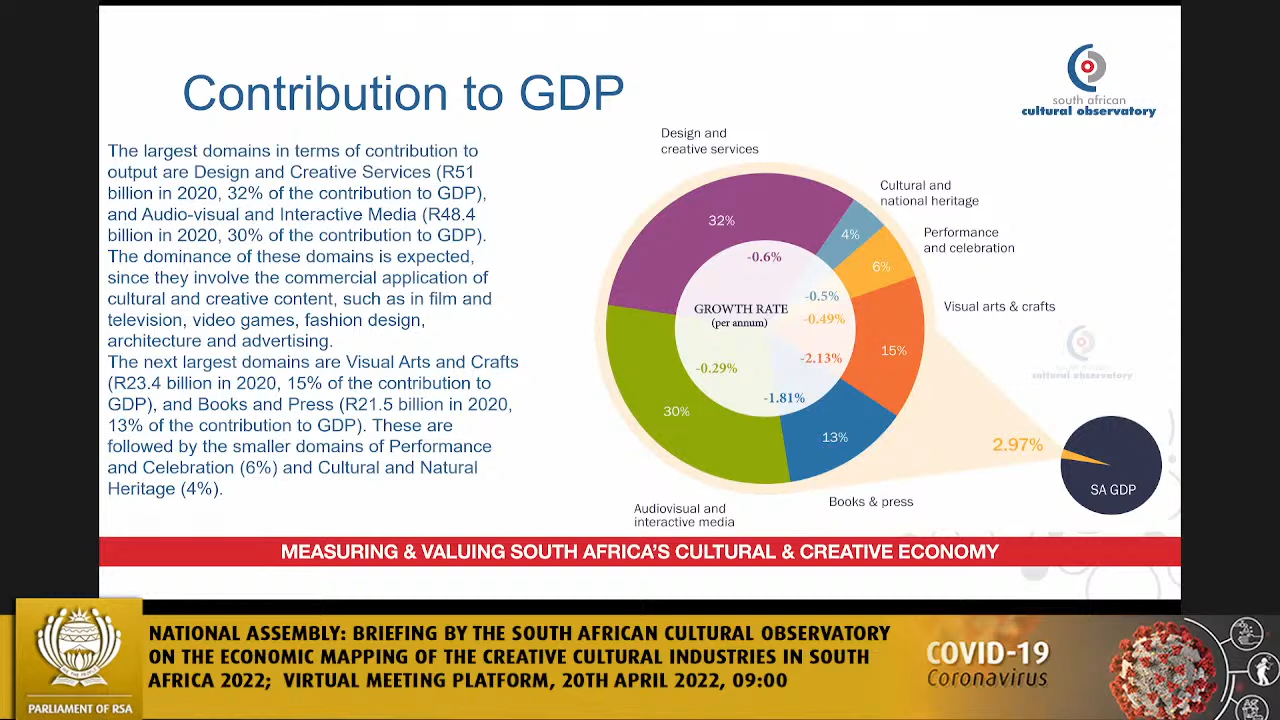 Contribution to GDP
south african
cultural observatory
The largest domains in terms of contribution to
output are Design and Creative Services (R51
billion in 2020, 32% of the contribution to GDP),
and Audio-visual and Interactive Media (R48.4
billion in 2020, 30% of the contribution to GDP).
The dominance of these domains is expected,
since they involve the commercial application of
cultural and creative content, such as in film and
television, video games, fashion design,
architecture and advertising.
The next largest domains are Visual Arts and Crafts
(R23.4 billion in 2020, 15% of the contribution to
GDP), and Books and Press (R21.5 billion in 2020,
13% of the contribution to GDP). These are
followed by the smaller domains of Performance
and Celebration (6%) and Cultural and Natural
Heritage (4%).
Design and
creative services
Cultural and
national heritage
Performance
and celebration
Visual arts & crafts
32%
4%
6%
15%
13%
30%
GROWTH RATE
(per annum)
-0.6%
-0.5%
-0.49%
-2.13%
-1.81%
-0.29%
cultural observatory
2.97%
SA GDP
Books & press
Audiovisual and
interactive media
MEASURING & VALUING SOUTH AFRICA'S CULTURAL & CREATIVE ECONOMY
NATIONAL ASSEMBLY: BRIEFING BY THE SOUTH AFRICAN CULTURAL OBSERVATORY
ON THE ECONOMIC MAPPING OF THE CREATIVE CULTURAL INDUSTRIES IN SOUTH
AFRICA 2022; VIRTUAL MEETING PLATFORM, 20TH APRIL 2022, 09:00
PARLIAMENT OF RSA
COVID-19
Coronavirus